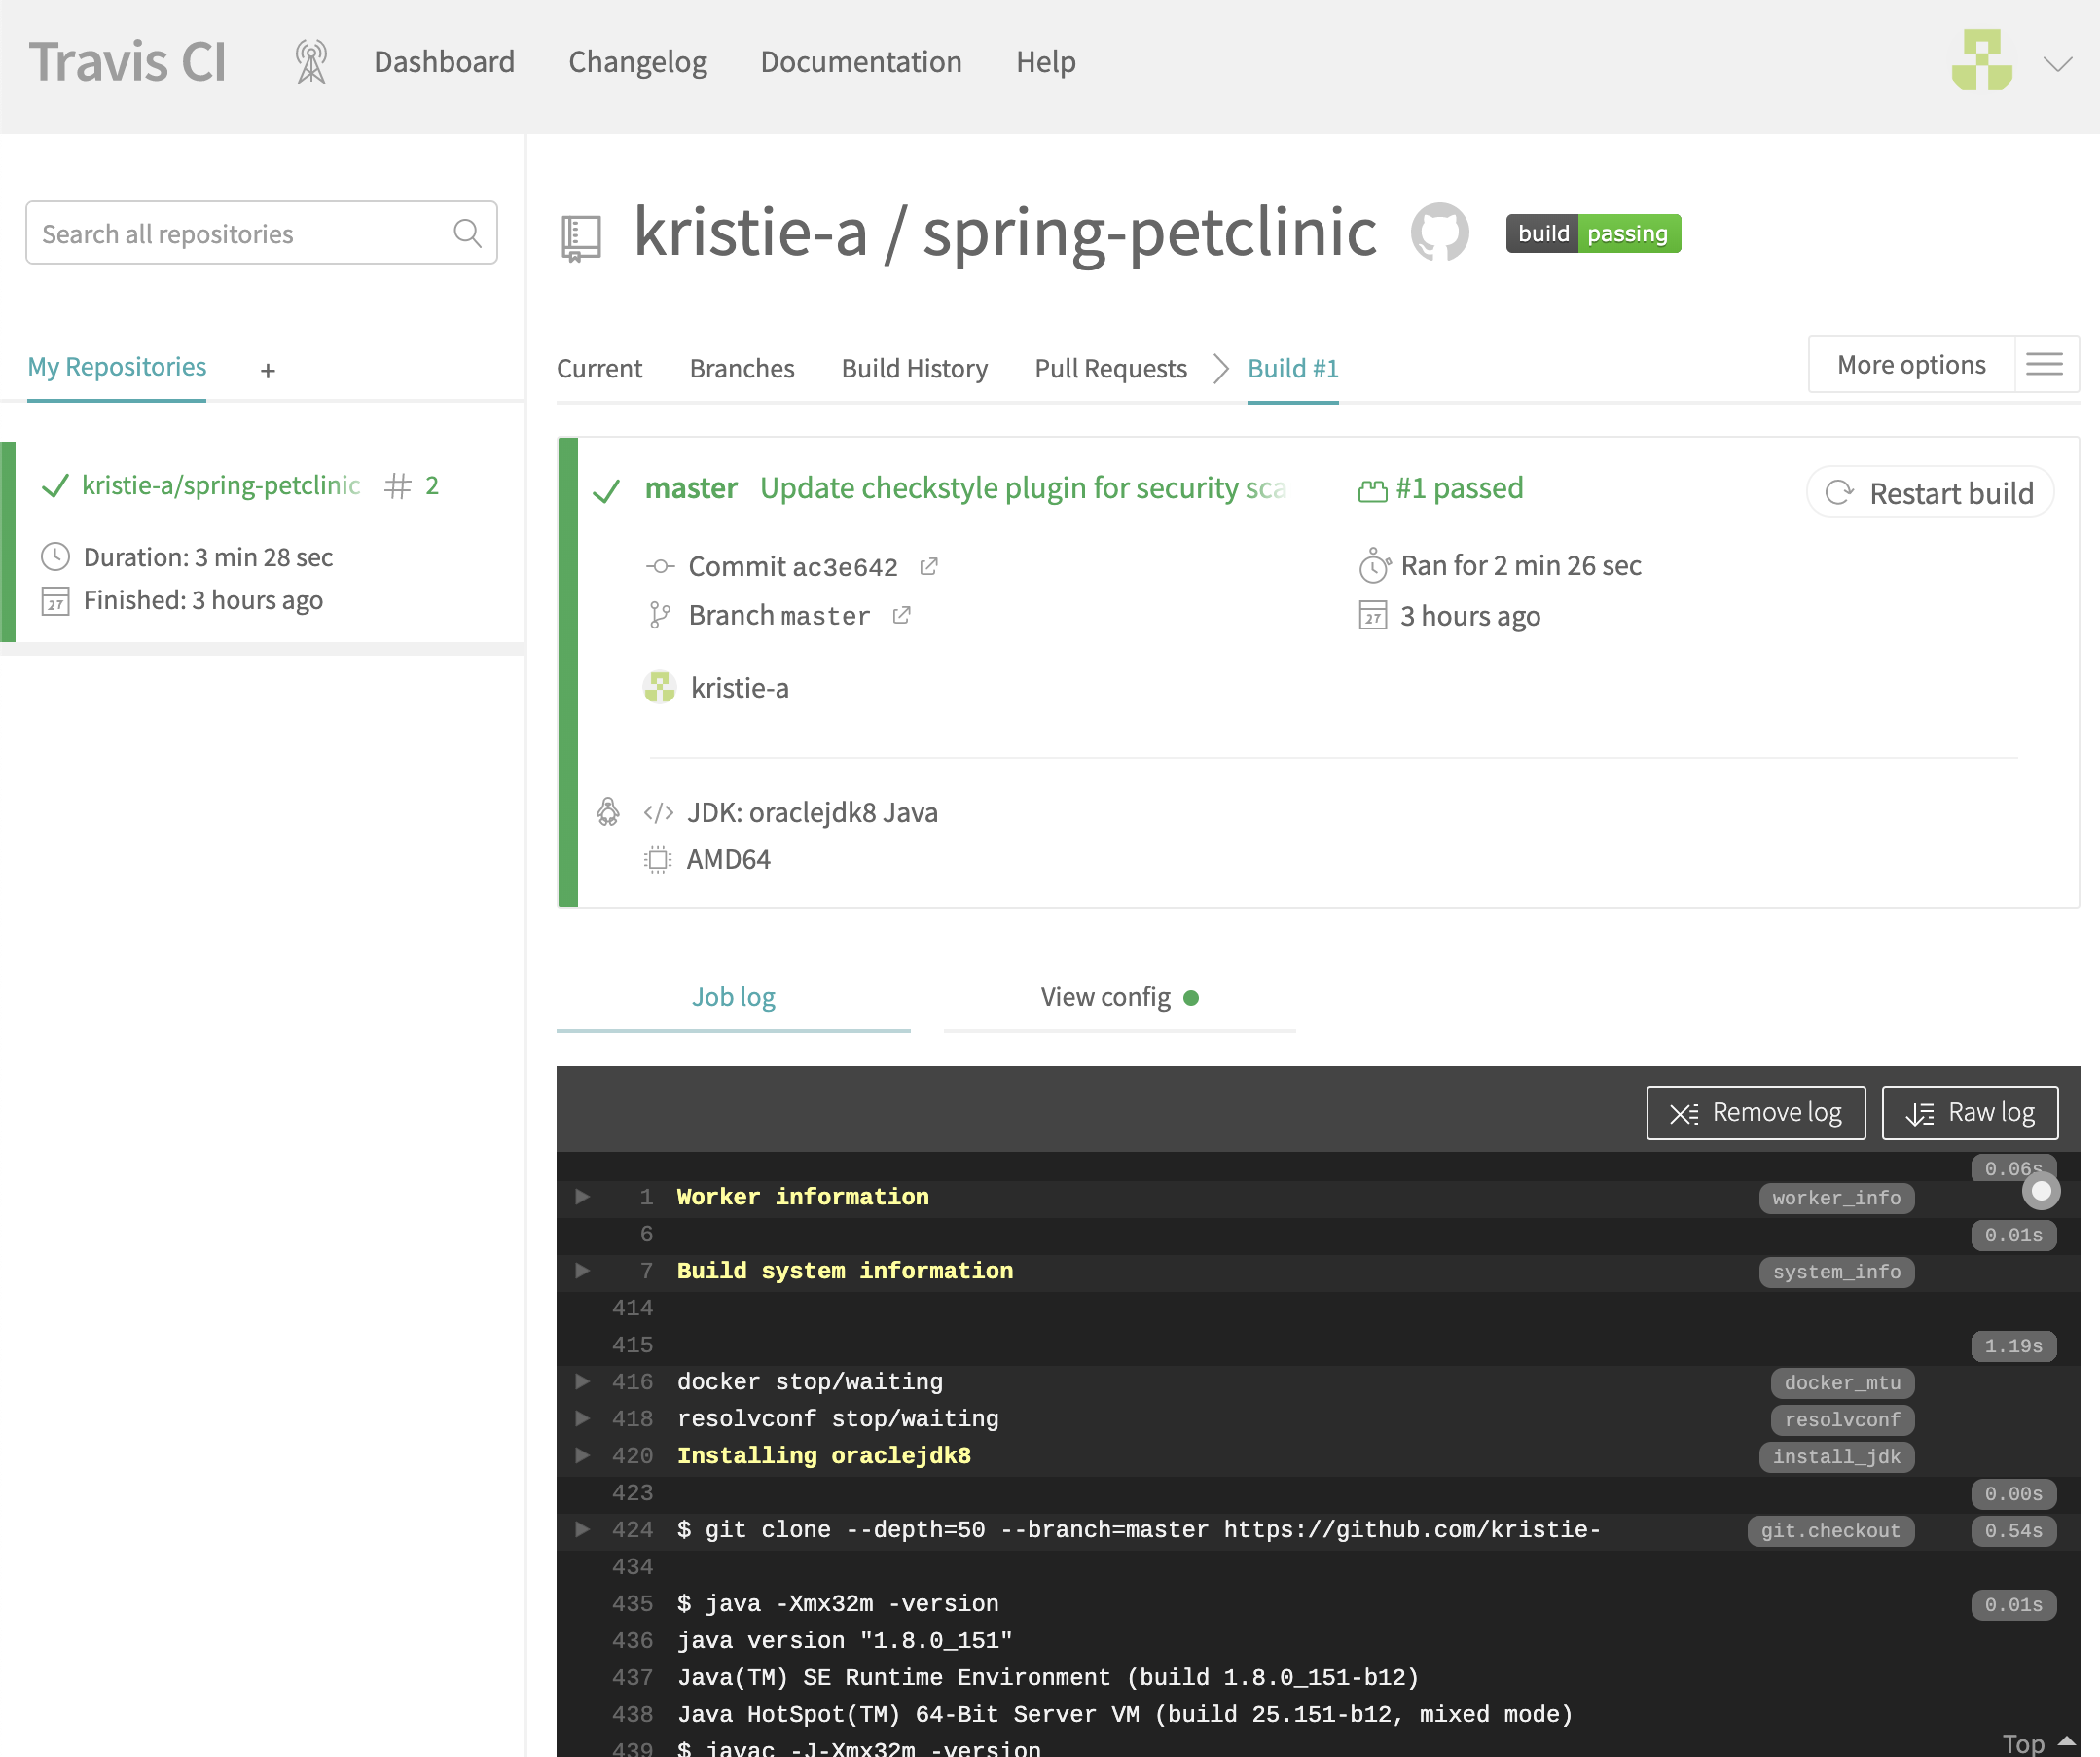 Travis CI Dashboard Changelog Documentation Help
Search all repositories
My Repositories +
kristie-a/spring-petclinic # 2
Duration: 3 min 28 sec
27 Finished: 3 hours ago
kristie-a / spring-petclinic build passing
Current Branches Build History Pull Requests Build #1 More options
master Update checkstyle plugin for security sca #1 passed Restart build
Commit ac3e642 Ran for 2 min 26 sec
Branch master 27 3 hours ago
kristie-a
</> JDK: oraclejdk8 Java
AMD64
Job log View config
Remove log Raw log
0.06s
1 Worker information worker_info
6 0.01s
7 Build system information system_info
414
415 1.19s
416 docker stop/waiting docker_mtu
418 resolvconf stop/waiting resolvconf
420 Installing oraclejdk8 install_jdk
423 0.00s
424 $ git clone --depth=50 --branch=master https://github.com/kristie- git.checkout 0.54s
434
435 $ java -Xmx32m -version 0.01s
436 java version "1.8.0_151"
437 Java(TM) SE Runtime Environment (build 1.8.0_151-b12)
438 Java HotSpot(TM) 64-Bit Server VM (build 25.151-b12, mixed mode)
439 $ javac -J-Xmx32m -version
Top